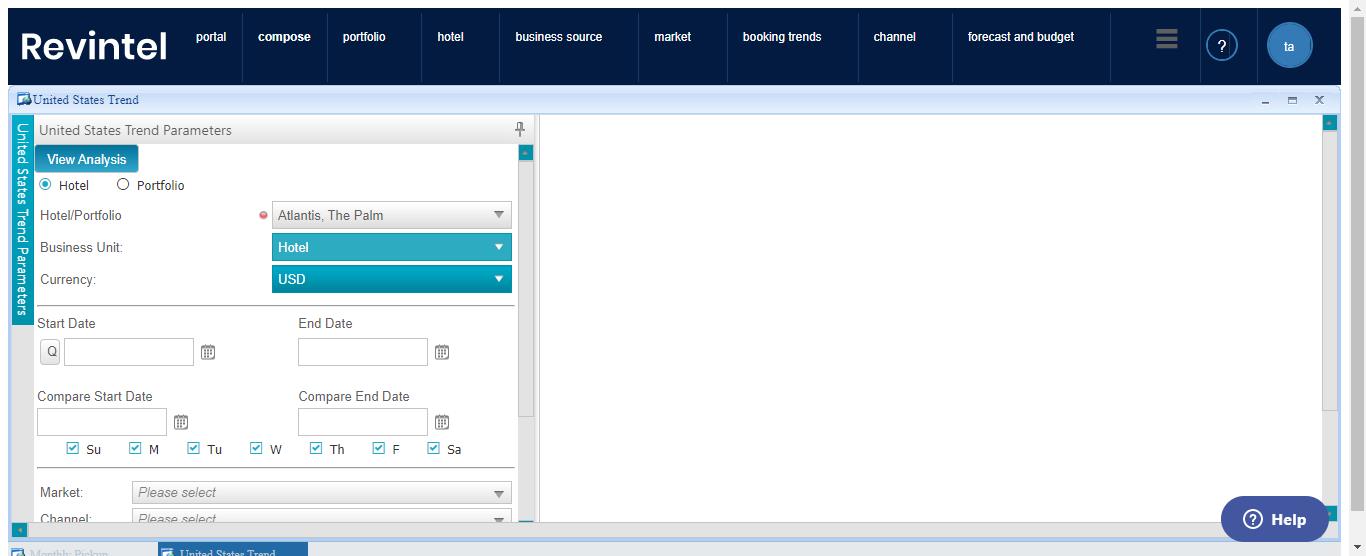 Revintel
portal
compose
portfolio
hotel
business source
market
booking trends
channel
forecast and budget
?
ta
United States Trend
United States Trend Parameters
United States Trend Parameters
View Analysis
Hotel
Portfolio
Hotel/Portfolio
Atlantis, The Palm
Business Unit:
Hotel
Currency:
USD
Start Date
End Date
Q
Compare Start Date
Compare End Date
Su
M
Tu
W
Th
F
Sa
Market:
Please select
Channel:
Please select
? Help
Monthly Pickup
United States Trend